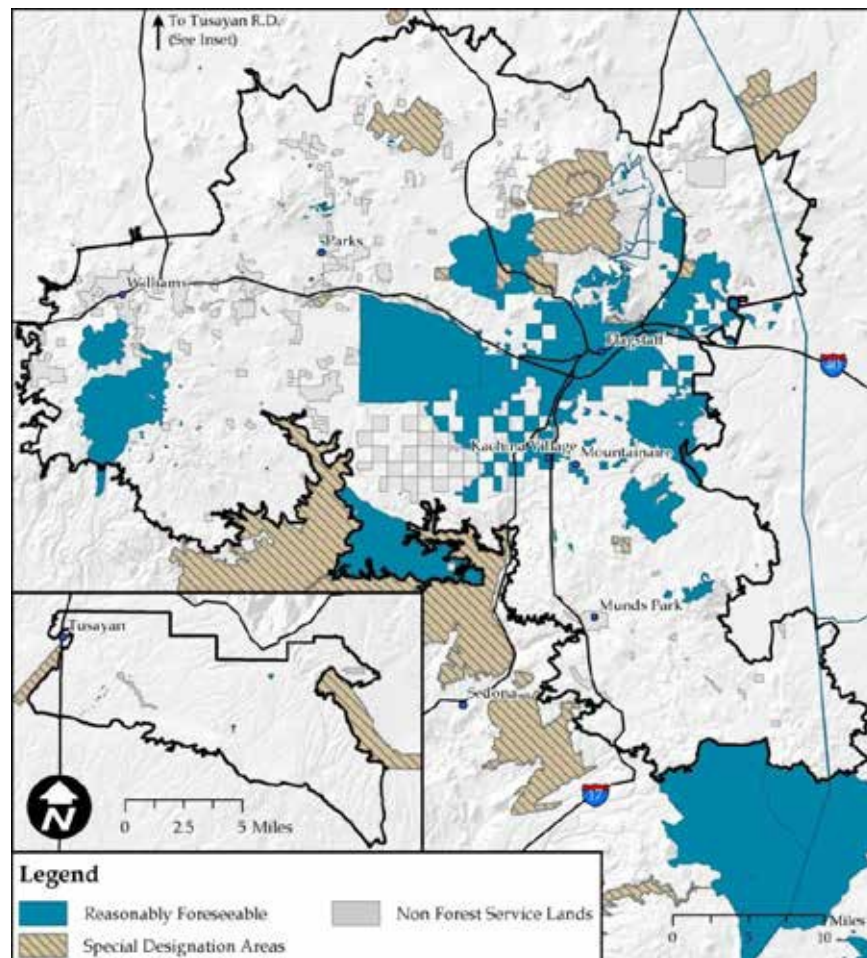 To Tusayan R.D.
(See Inset)
Parks
Williams
Flagstaff
40
Kachina Village
Mountainaire
Munds Park
Tusayan
Sedona
17
N
0 2.5 5 Miles
Legend
Reasonably Foreseeable
Non Forest Service Lands
Special Designation Areas
Miles
0 5 10